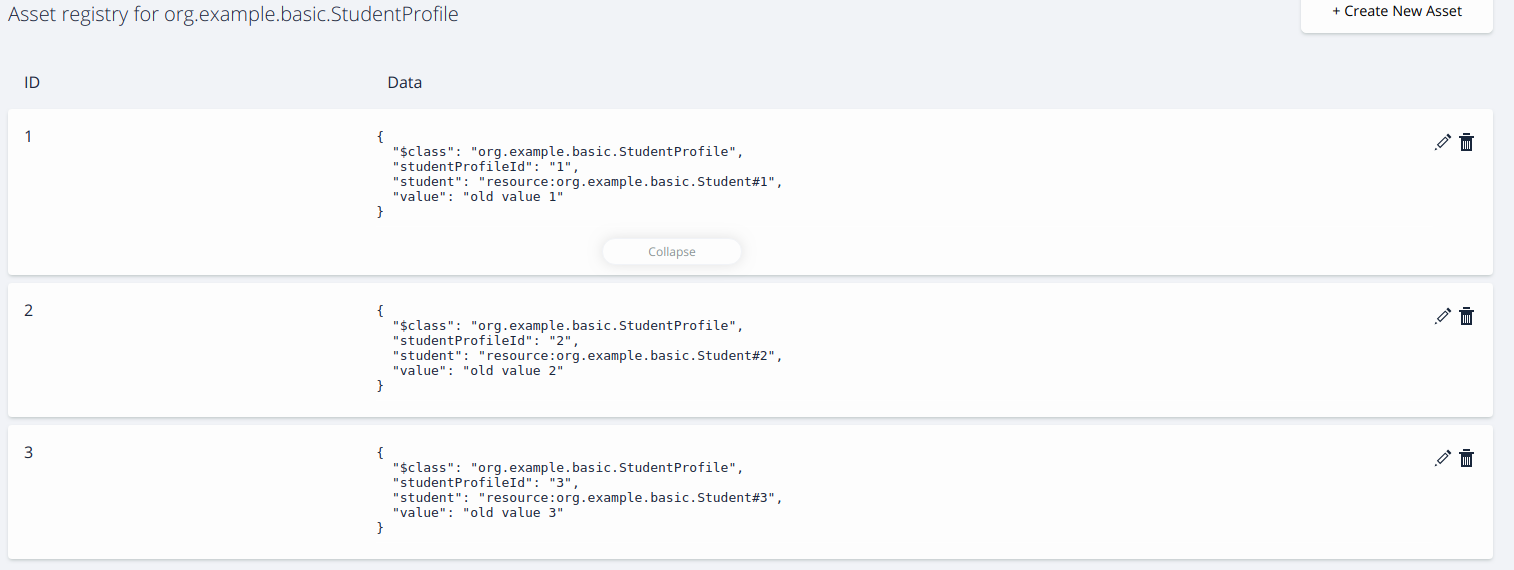 Asset registry for org.example.basic.StudentProfile
+ Create New Asset
ID
Data
1
{
"$class": "org.example.basic.StudentProfile",
"studentProfileId": "1",
"student": "resource:org.example.basic.Student#1",
"value": "old value 1"
}
Collapse
2
{
"$class": "org.example.basic.StudentProfile",
"studentProfileId": "2",
"student": "resource:org.example.basic.Student#2",
"value": "old value 2"
}
3
{
"$class": "org.example.basic.StudentProfile",
"studentProfileId": "3",
"student": "resource:org.example.basic.Student#3",
"value": "old value 3"
}